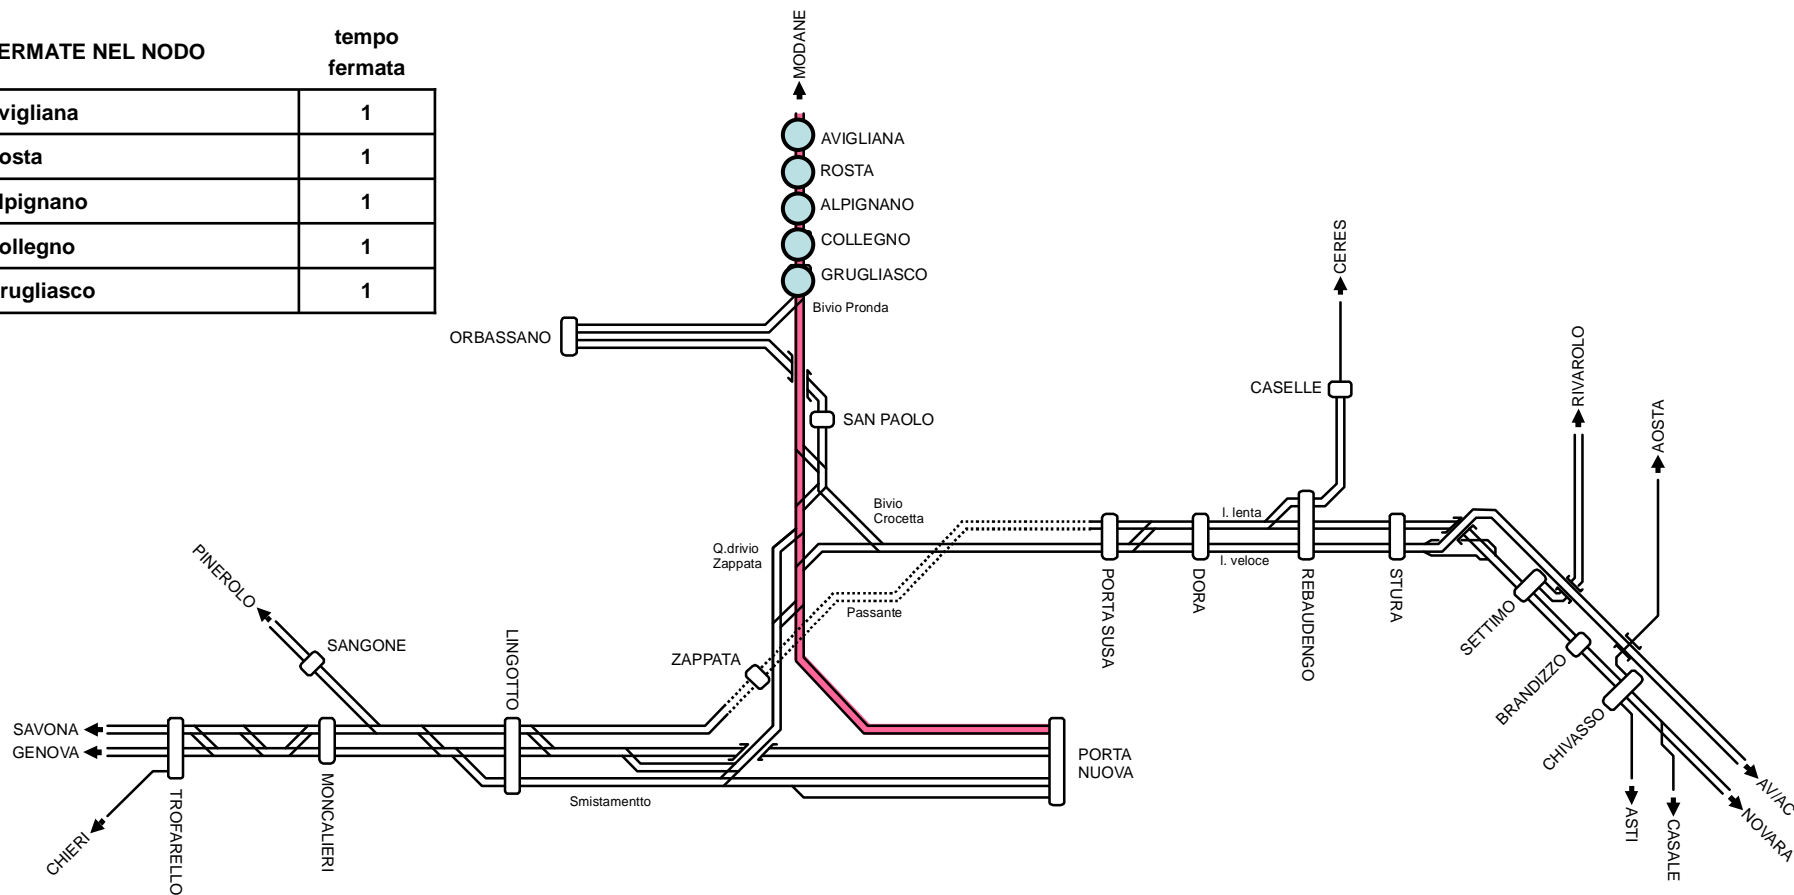 ERMATE NEL NODO
tempo
fermata
vigliana 1
osta 1
lpignano 1
ollegno 1
rugliasco 1
MODANE
AVIGLIANA
ROSTA
ALPIGNANO
COLLEGNO
GRUGLIASCO
Bivio Pronda
ORBASSANO
SAN PAOLO
CERES
CASELLE
RIVAROLO
AOSTA
Bivio
Crocetta
l. lenta
l. veloce
Q.drivio
Zappata
Passante
PORTA SUSA
DORA
REBAUDENGO
STURA
SETTIMO
BRANDIZZO
CHIVASSO
PINEROLO
SANGONE
LINGOTTO
ZAPPATA
SAVONA
GENOVA
PORTA
NUOVA
Smistamentto
TROFARELLO
MONCALIERI
CHIERI
ASTI
CASALE
AV/AC
NOVARA